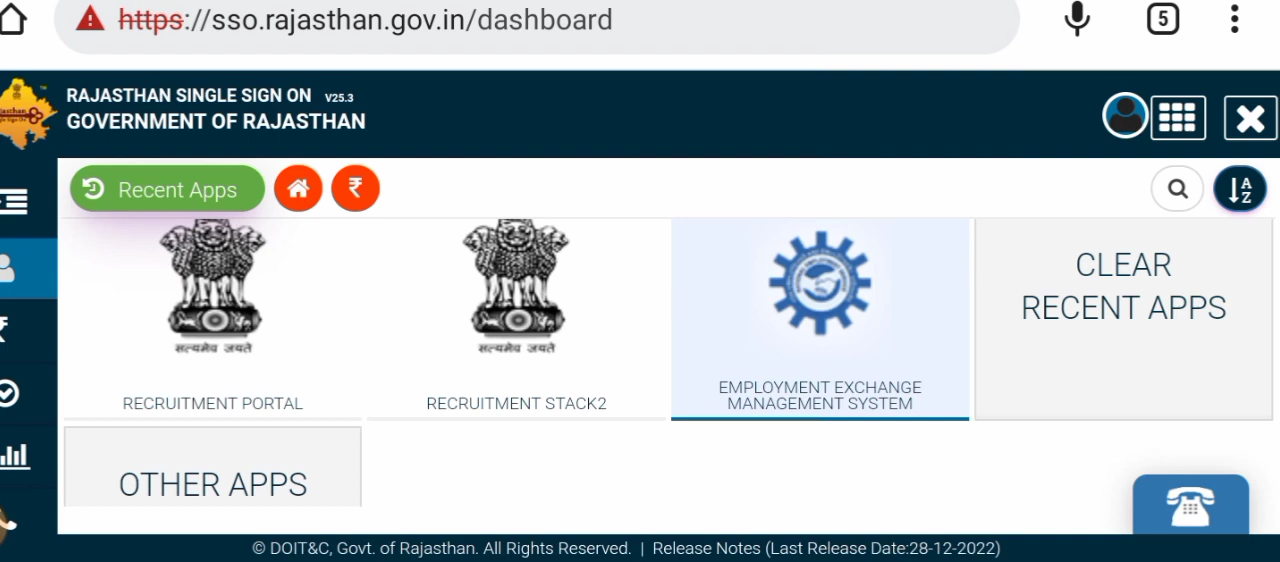 https://sso.rajasthan.gov.in/dashboard
5
RAJASTHAN SINGLE SIGN ON V25.3
GOVERNMENT OF RAJASTHAN
Recent Apps
₹
A
Z
सत्यमेव जयते
सत्यमेव जयते
RECRUITMENT PORTAL
RECRUITMENT STACK2
EMPLOYMENT EXCHANGE
MANAGEMENT SYSTEM
CLEAR
RECENT APPS
OTHER APPS
© DOIT&C, Govt. of Rajasthan. All Rights Reserved. | Release Notes (Last Release Date:28-12-2022)